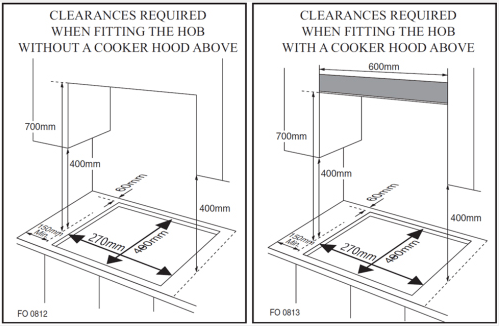 CLEARANCES REQUIRED
WHEN FITTING THE HOB
WITHOUT A COOKER HOOD ABOVE
700mm
400mm
60mm
400mm
150mm
Min.
270mm
480mm
FO 0812
CLEARANCES REQUIRED
WHEN FITTING THE HOB
WITH A COOKER HOOD ABOVE
600mm
700mm
400mm
60mm
400mm
150mm
Min.
270mm
480mm
FO 0813